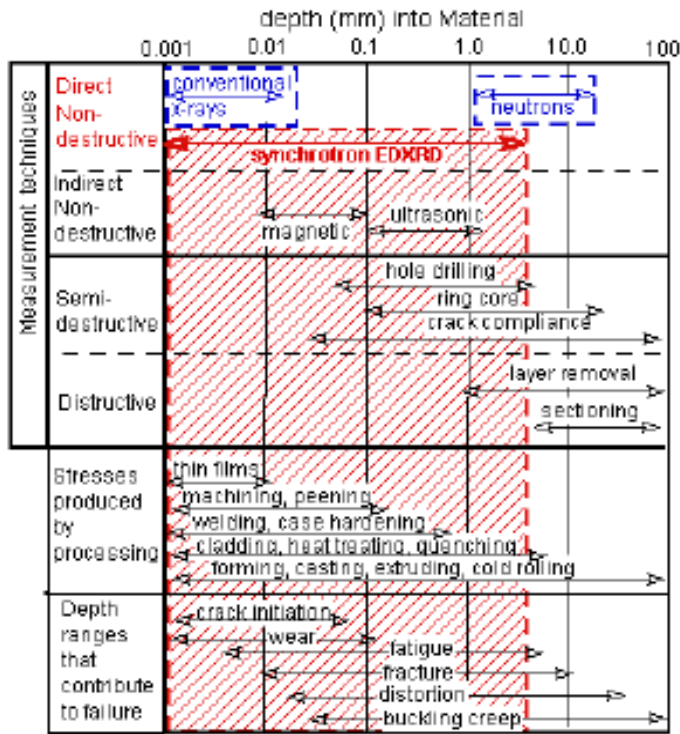 depth (mm) into Material
0.001 0.01 0.1 1.0 10.0 100
Measurement techniques
Direct
Non-
destructive
conventional
x-rays
neutrons
synchrotron EDXRD
Indirect
Non-
destructive
magnetic
ultrasonic
Semi-
destructive
hole drilling
ring core
crack compliance
Distructive
layer removal
sectioning
Stresses
produced
by
processing
thin films
machining, peening
welding, case hardening
cladding, heat treating, quenching
forming, casting, extruding, cold rolling
Depth
ranges
that
contribute
to failure
crack initiation
wear
fatigue
fracture
distortion
buckling creep